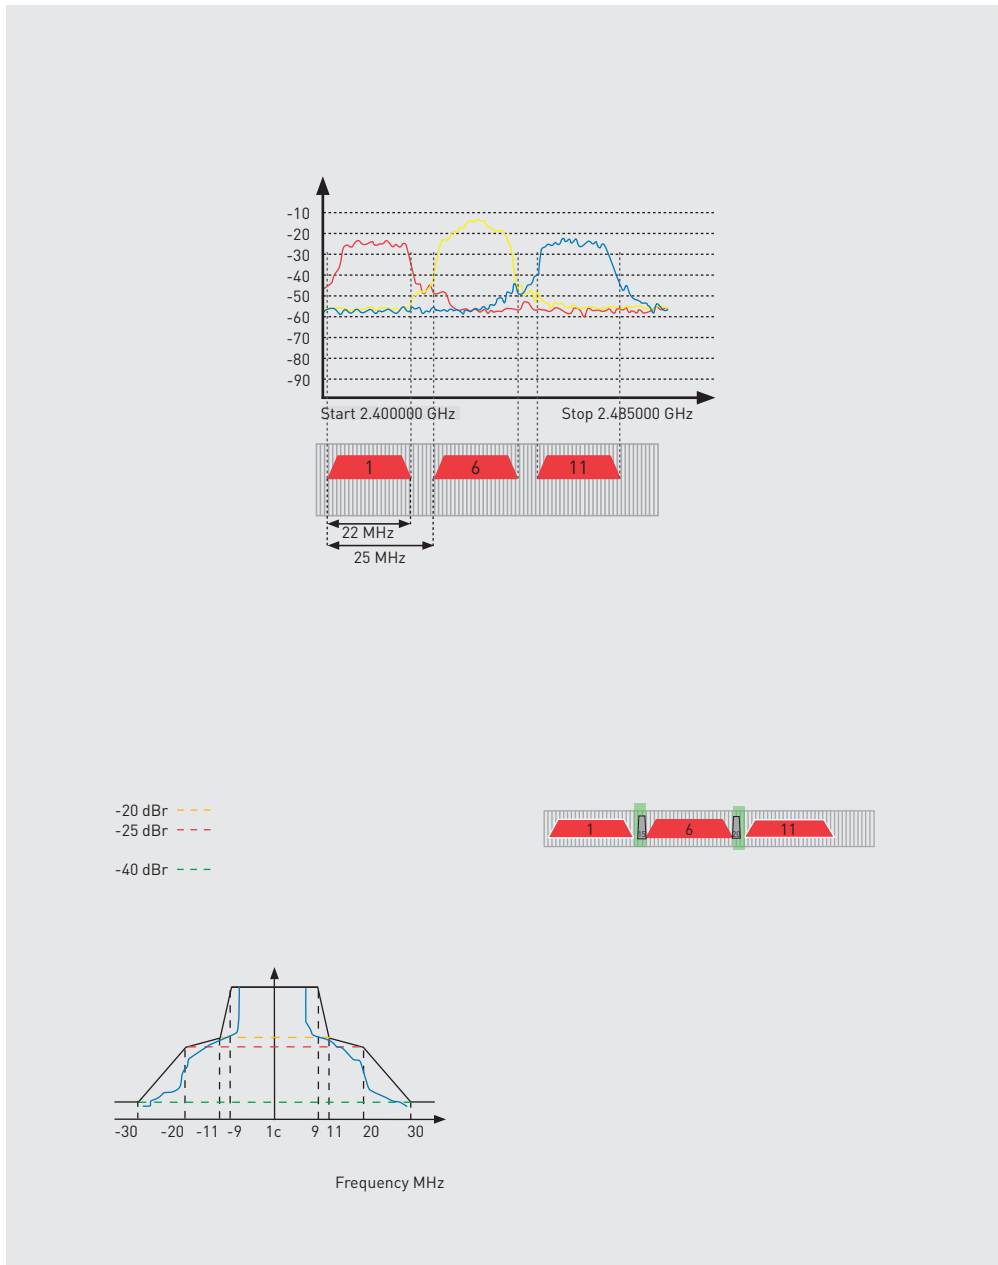 -10
-20
-30
-40
-50
-60
-70
-80
-90
Start 2.400000 GHz Stop 2.485000 GHz
1 6 11
22 MHz
25 MHz
-20 dBr
-25 dBr
-40 dBr
1 15 6 20 11
-30 -20 -11 -9 1c 9 11 20 30
Frequency MHz